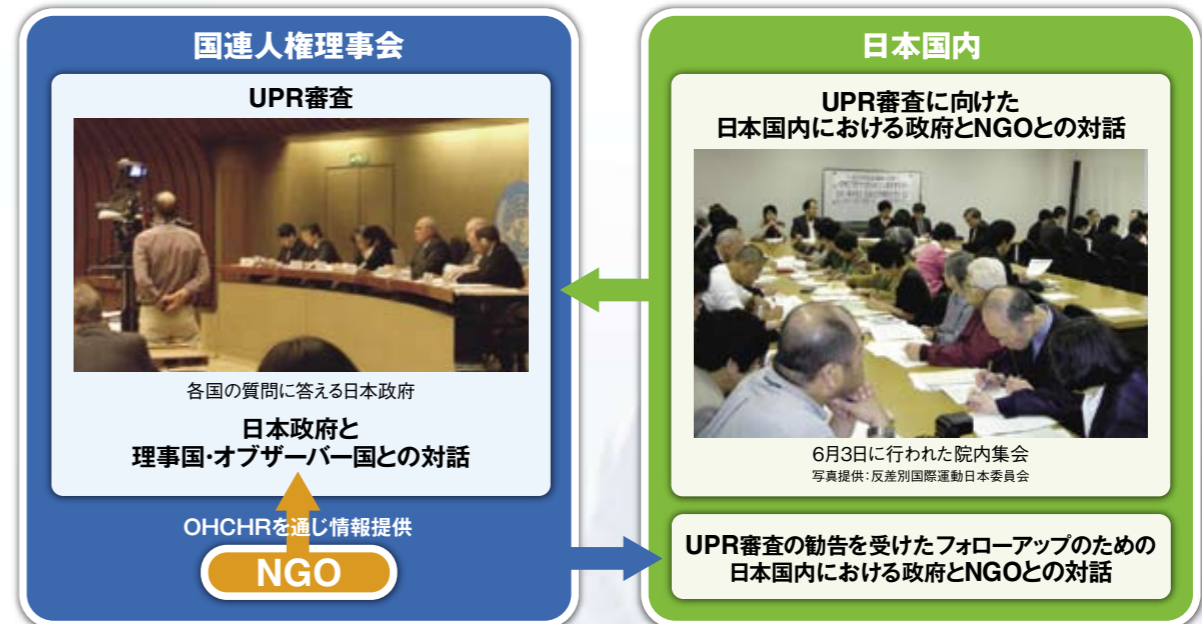 国連人権理事会
UPR審査
各国の質問に答える日本政府
日本政府と
理事国・オブザーバー国との対話
OHCHRを通じ情報提供
NGO
日本国内
UPR審査に向けた
日本国内における政府とNGOとの対話
6月3日に行われた院内集会
写真提供:反差別国際運動日本委員会
UPR審査の勧告を受けたフォローアップのための
日本国内における政府とNGOとの対話